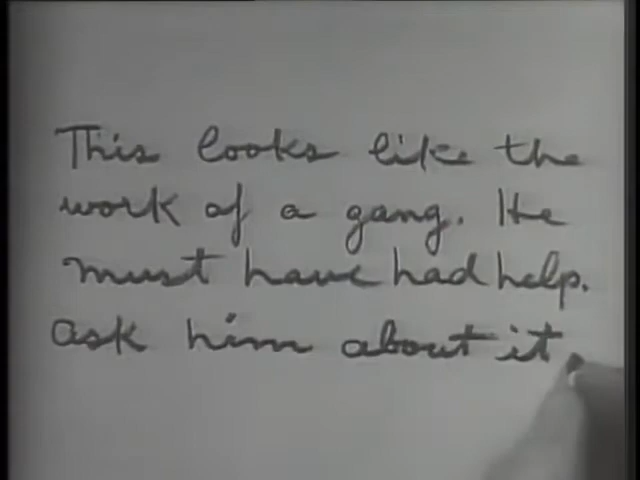 This looks like the
work of a gang. He
must have had help.
Ask him about it